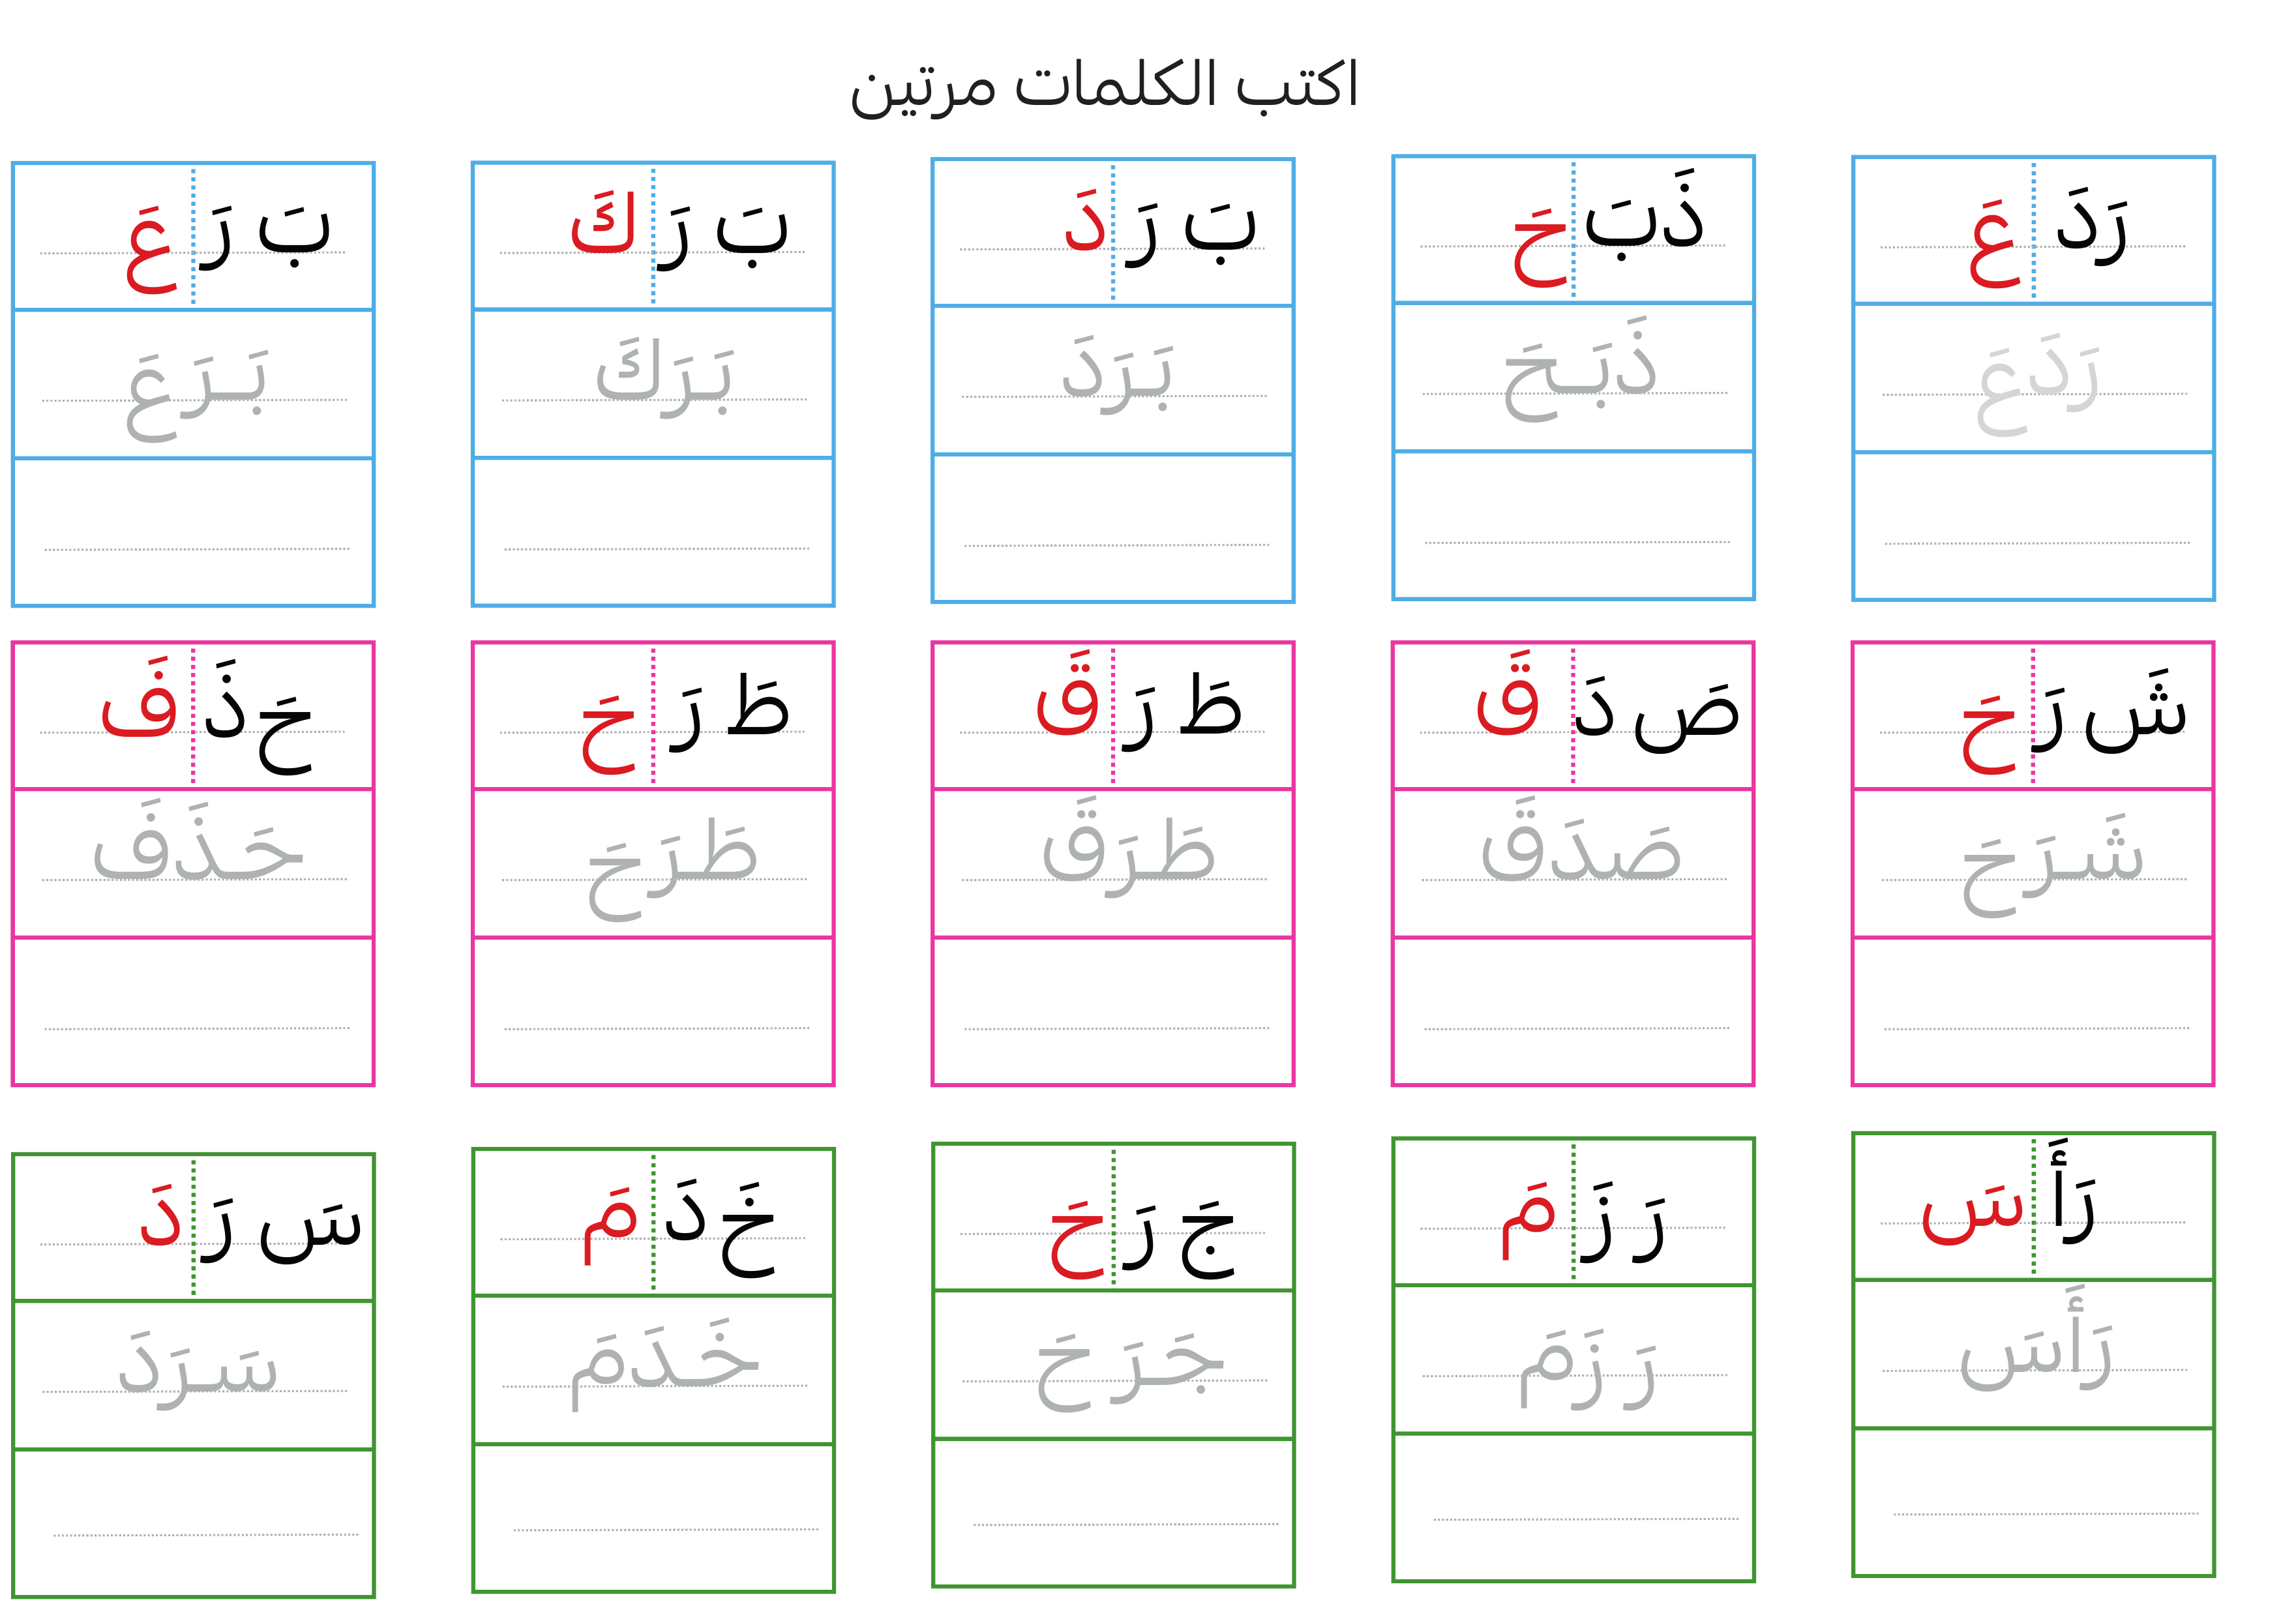 اكتب الكلمات مرتين
رَدَ عَ
ذَبَ حَ
بَ رَ دَ
بَ رَ كَ
بَ رَ عَ
رَدَعَ
ذَبَحَ
بَرَدَ
بَرَكَ
بَرَعَ
شَ رَ حَ
صَ دَ قَ
طَ رَ قَ
طَ رَ حَ
حَ ذَ فَ
شَرَحَ
صَدَقَ
طَرَقَ
طَرَحَ
حَذَفَ
رَأَ سَ
رَ زَ مَ
جَ رَ حَ
خَ دَ مَ
سَ رَ دَ
رَأَسَ
رَزَمَ
جَرَحَ
خَدَمَ
سَرَدَ